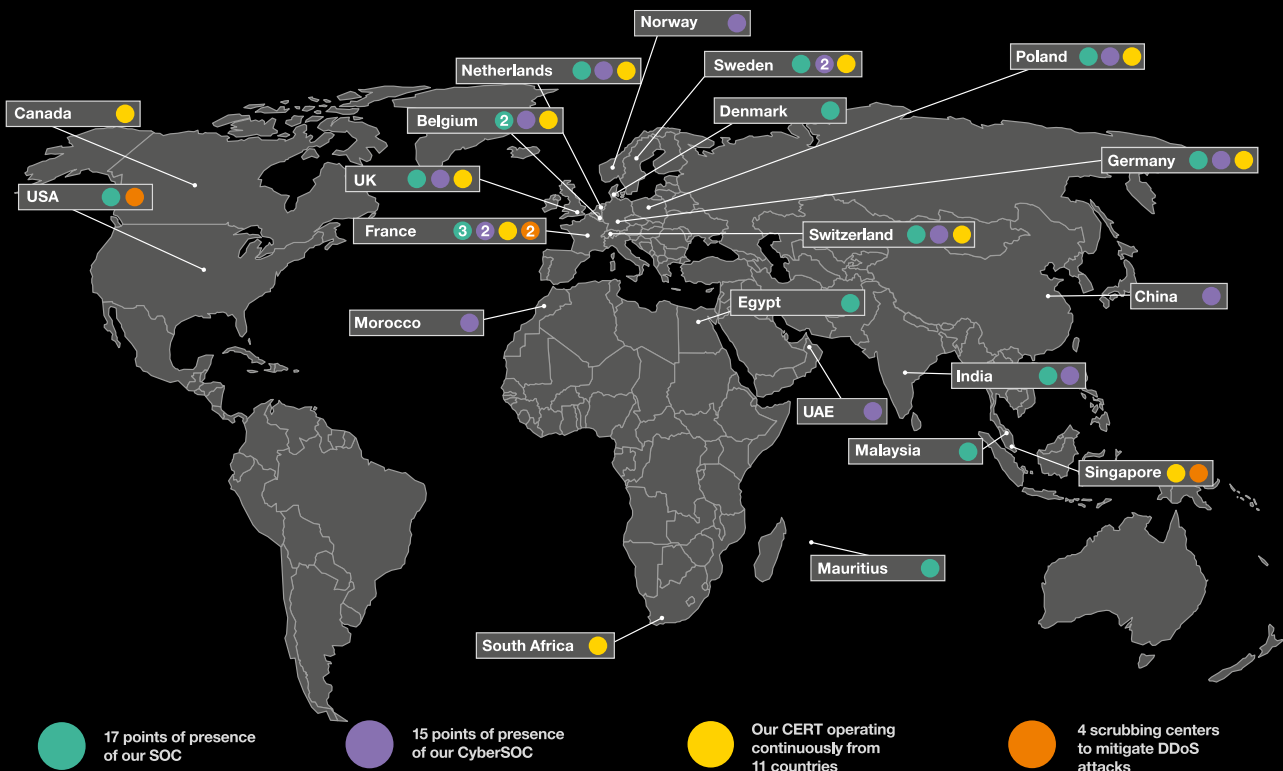 Norway
Sweden 2
Poland
Netherlands
Canada
Belgium 2
Denmark
Germany
UK
USA
France 3 2 2
Switzerland
China
Egypt
Morocco
India
UAE
Malaysia
Singapore
Mauritius
South Africa
17 points of presence
of our SOC
15 points of presence
of our CyberSOC
Our CERT operating
continuously from
11 countries
4 scrubbing centers
to mitigate DDoS
attacks